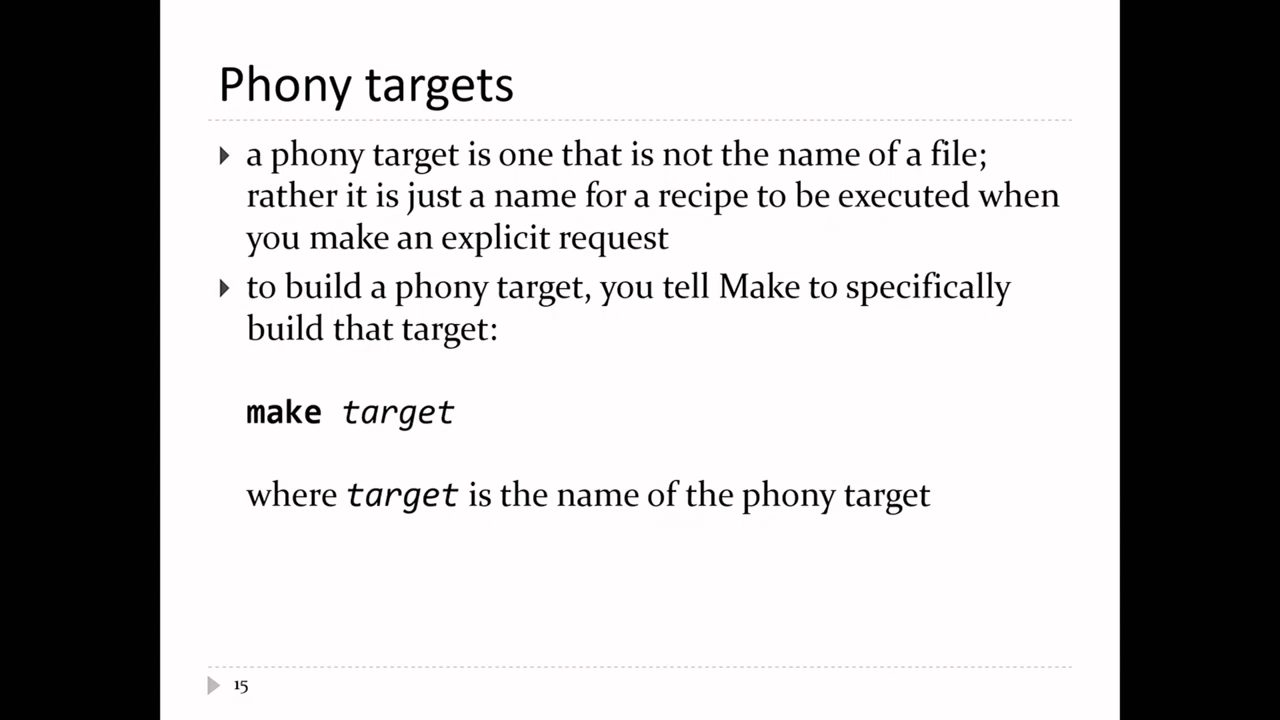 Phony targets
a phony target is one that is not the name of a file;
rather it is just a name for a recipe to be executed when
you make an explicit request
to build a phony target, you tell Make to specifically
build that target:
make target
where target is the name of the phony target
15